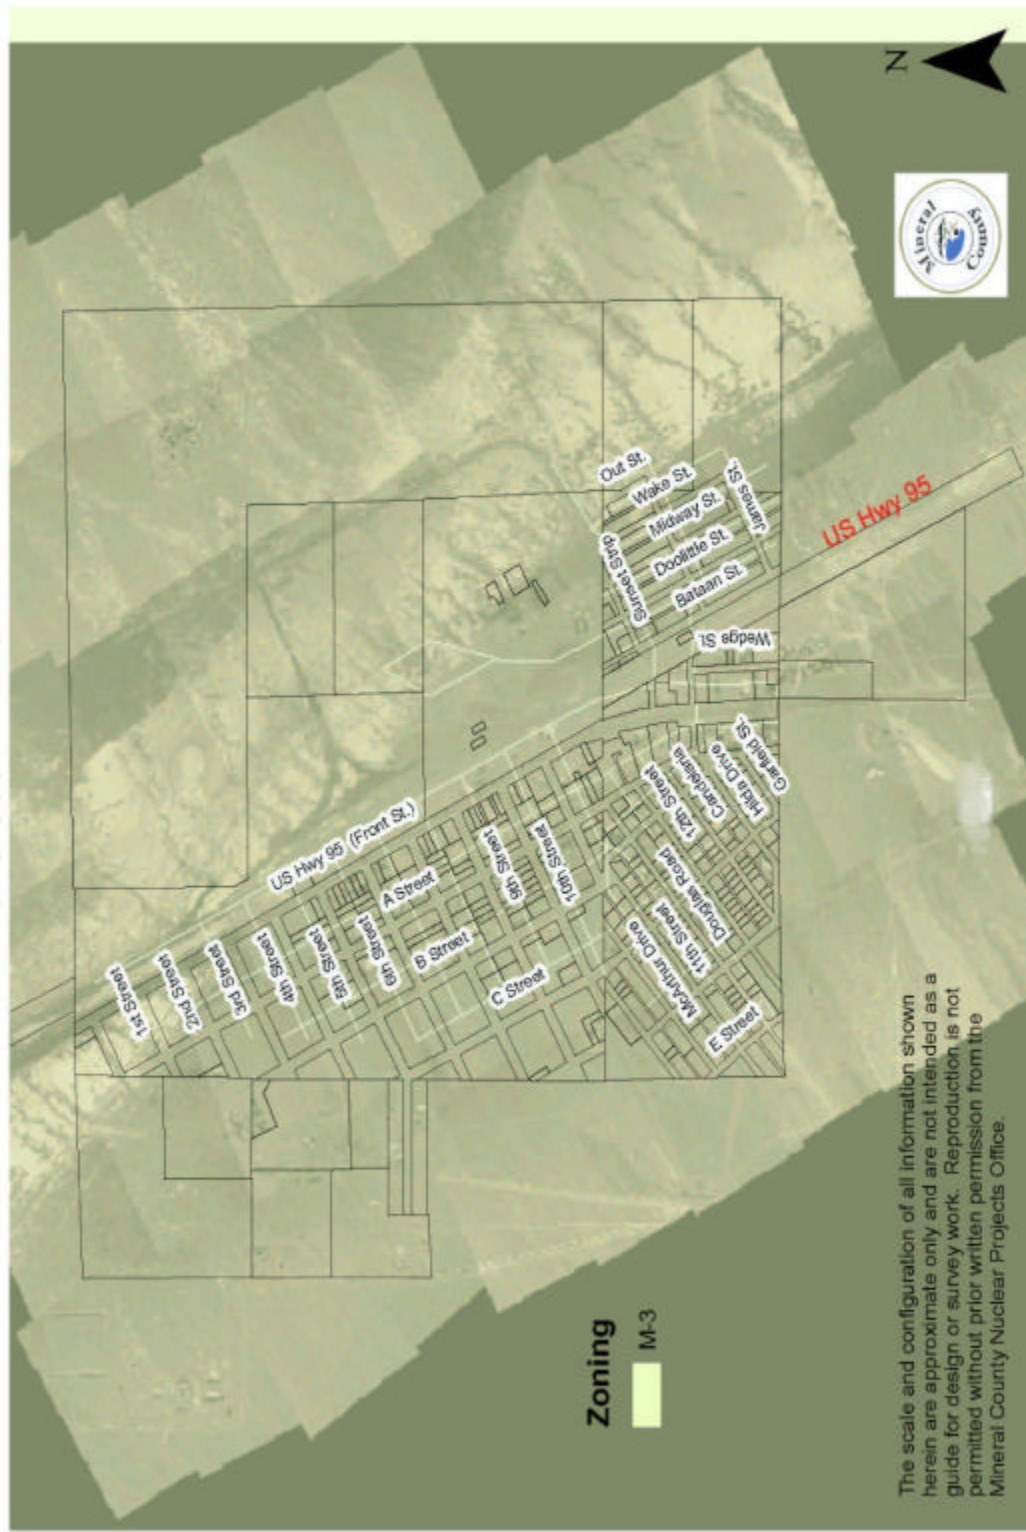 N
Mineral
County
Out St.
Wake St.
Midway St.
Doolittle St.
Bataan St.
Sunset Strip
James St.
US Hwy 95
Wedge St.
US Hwy 95 (Front St.)
1st Street
2nd Street
3rd Street
4th Street
5th Street
6th Street
A Street
B Street
C Street
9th Street
10th Street
12th Street
Candelaria
Hilda Drive
Garfield St.
Douglas Road
11th Street
McArthur Drive
E Street
Zoning
M-3
The scale and configuration of all information shown
herein are approximate only and are not intended as a
guide for design or survey work. Reproduction is not
permitted without prior written permission from the
Mineral County Nuclear Projects Office.